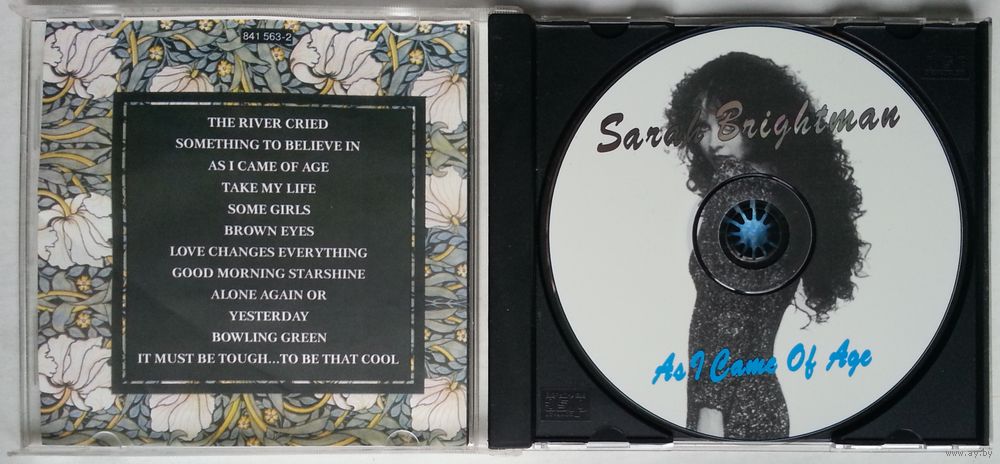 841 563-2
THE RIVER CRIED
SOMETHING TO BELIEVE IN
AS I CAME OF AGE
TAKE MY LIFE
SOME GIRLS
BROWN EYES
LOVE CHANGES EVERYTHING
GOOD MORNING STARSHINE
ALONE AGAIN OR
YESTERDAY
BOWLING GREEN
IT MUST BE TOUGH...TO BE THAT COOL
Sarah Brightman
As I Came Of Age
www.ay.by